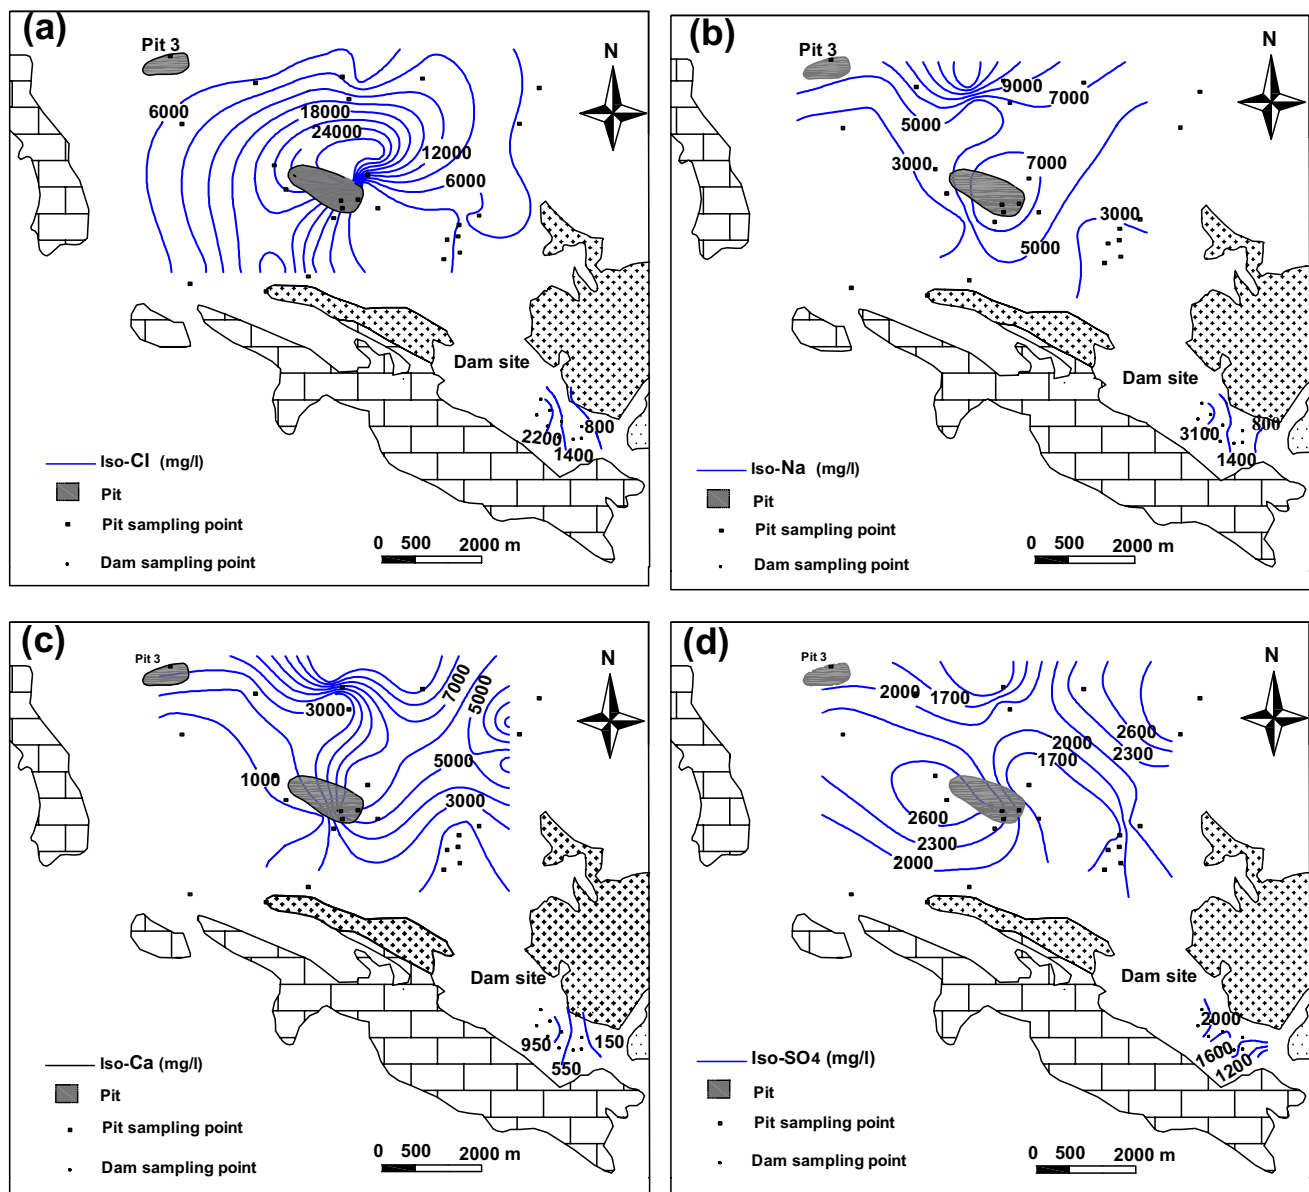 (a)
Pit 3
N
6000
18000
24000
12000
6000
Dam site
2200
800
1400
Iso-Cl (mg/l)
Pit
Pit sampling point
Dam sampling point
0 500 2000 m
(b)
Pit 3
N
9000
7000
5000
3000
7000
3000
5000
Dam site
3100
800
1400
Iso-Na (mg/l)
Pit
Pit sampling point
Dam sampling point
0 500 2000 m
(c)
Pit 3
N
7000
5000
3000
1000
5000
3000
Dam site
950
150
550
Iso-Ca (mg/l)
Pit
Pit sampling point
Dam sampling point
0 500 2000 m
(d)
Pit 3
N
2000
1700
2600
2300
2000
1700
2600
2300
2000
Dam site
2000
1600
1200
Iso-SO4 (mg/l)
Pit
Pit sampling point
Dam sampling point
0 500 2000 m